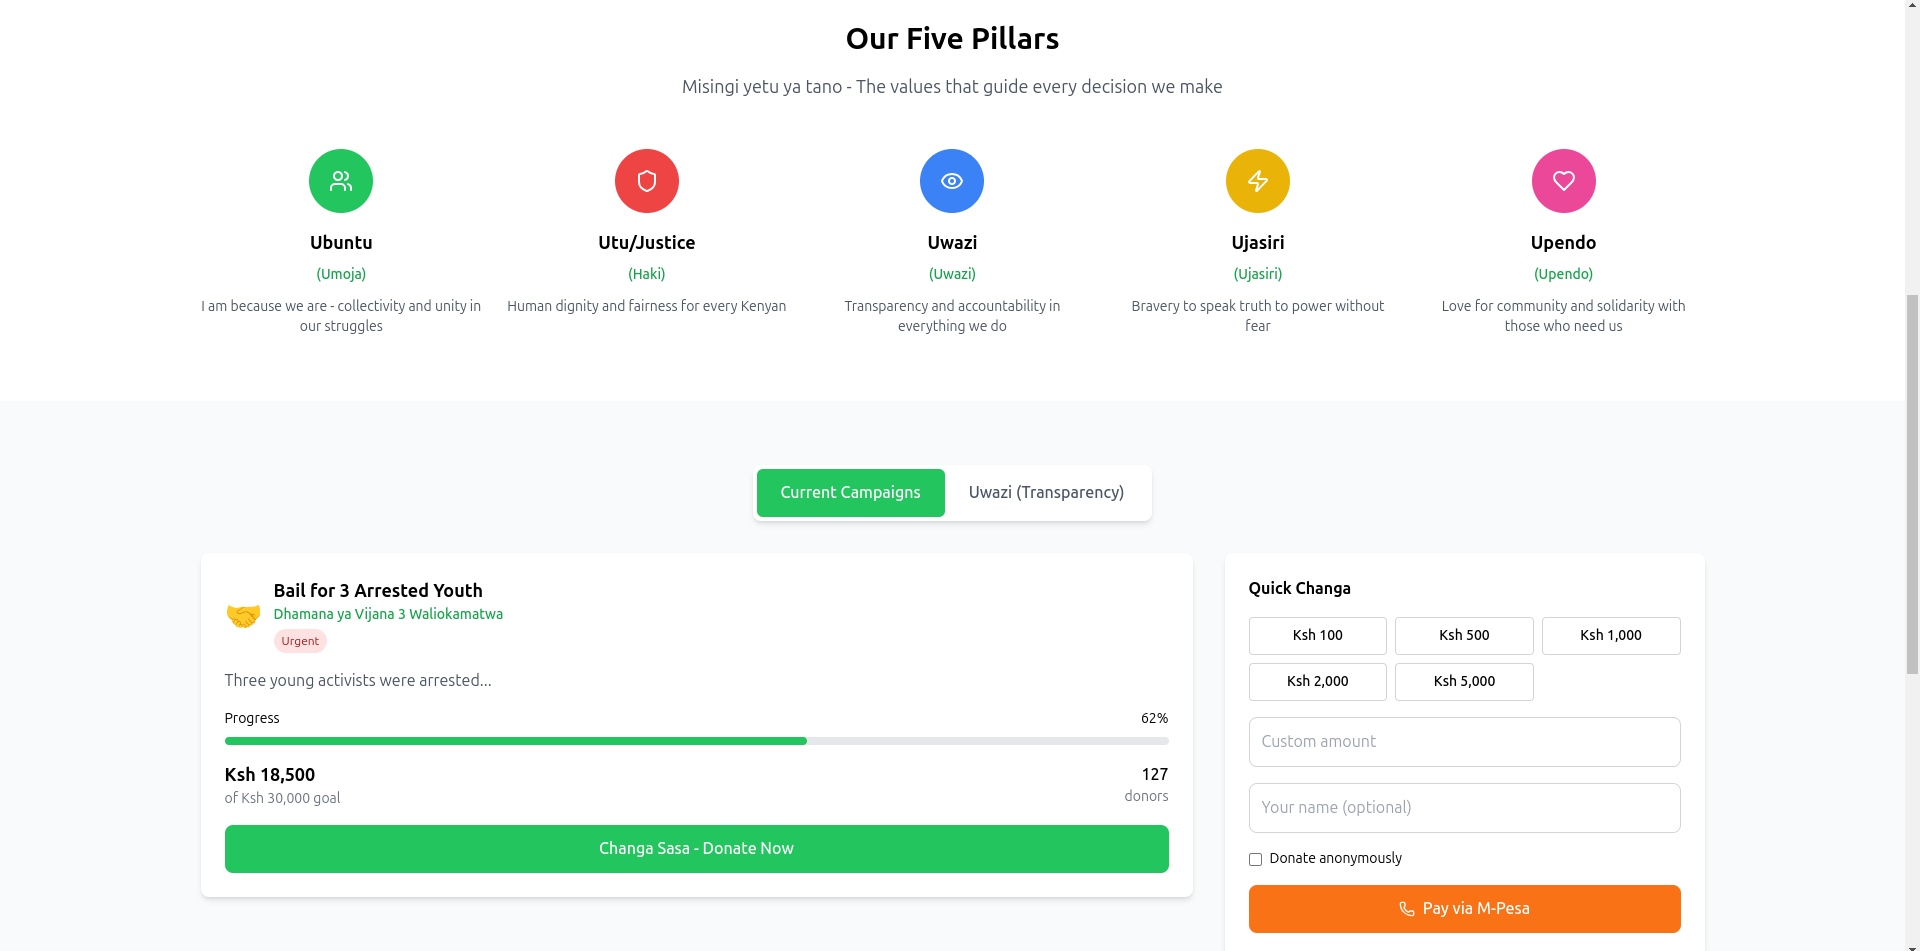 Our Five Pillars
Misingi yetu ya tano - The values that guide every decision we make
Ubuntu
(Umoja)
I am because we are - collectivity and unity in
our struggles
Utu/Justice
(Haki)
Human dignity and fairness for every Kenyan
Uwazi
(Uwazi)
Transparency and accountability in
everything we do
Ujasiri
(Ujasiri)
Bravery to speak truth to power without
fear
Upendo
(Upendo)
Love for community and solidarity with
those who need us
Current Campaigns
Uwazi (Transparency)
Bail for 3 Arrested Youth
Dhamana ya Vijana 3 Waliokamatwa
Urgent
Three young activists were arrested...
Progress
62%
Ksh 18,500
of Ksh 30,000 goal
127
donors
Changa Sasa - Donate Now
Quick Changa
Ksh 100
Ksh 500
Ksh 1,000
Ksh 2,000
Ksh 5,000
Custom amount
Your name (optional)
Donate anonymously
Pay via M-Pesa